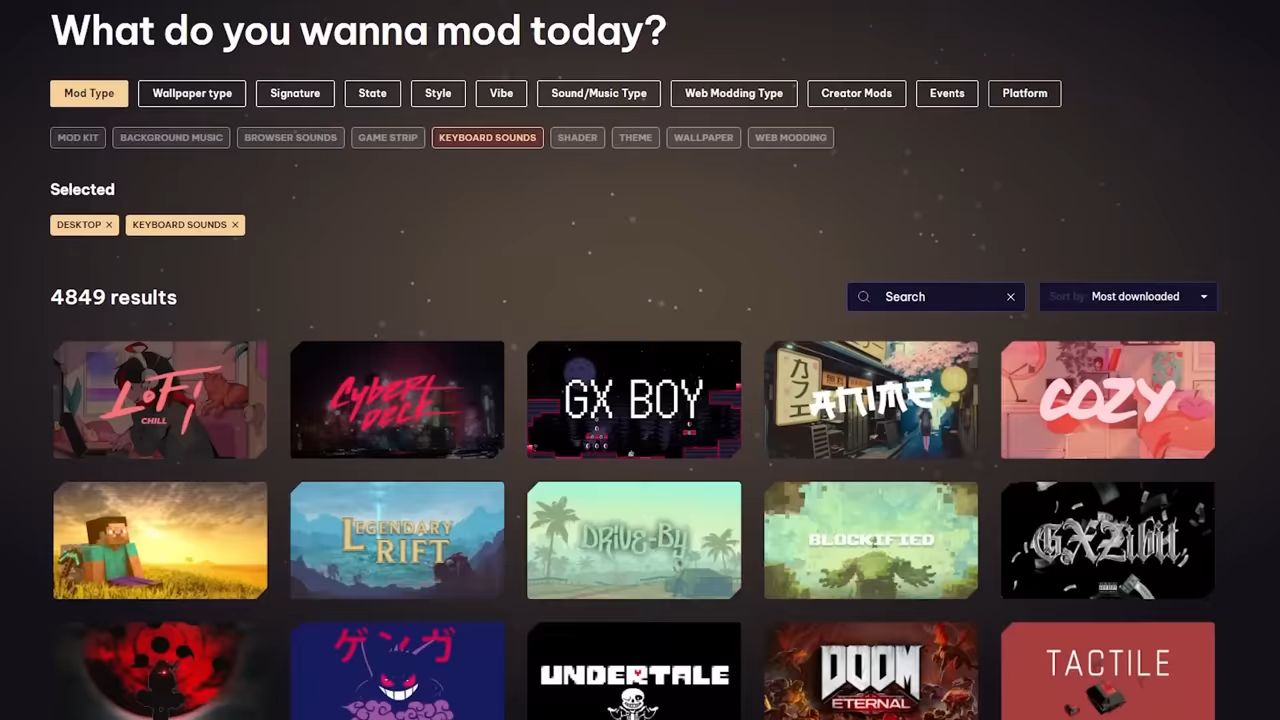 What do you wanna mod today?
Mod Type Wallpaper type Signature State Style Vibe Sound/Music Type Web Modding Type Creator Mods Events Platform
MOD KIT BACKGROUND MUSIC BROWSER SOUNDS GAME STRIP KEYBOARD SOUNDS SHADER THEME WALLPAPER WEB MODDING
Selected
DESKTOP × KEYBOARD SOUNDS ×
4849 results
Search ×
Sort by Most downloaded
LoFi
CHILL
CYBERT
DECK
GX BOY
カフェ
ANIME
COZY
LEGENDARY
RIFT
DRiVE-By
BLOCKIFIED
GXZibit
ゲンガ
UNDERTALE
DOOM
ETERNAL
TACTILE